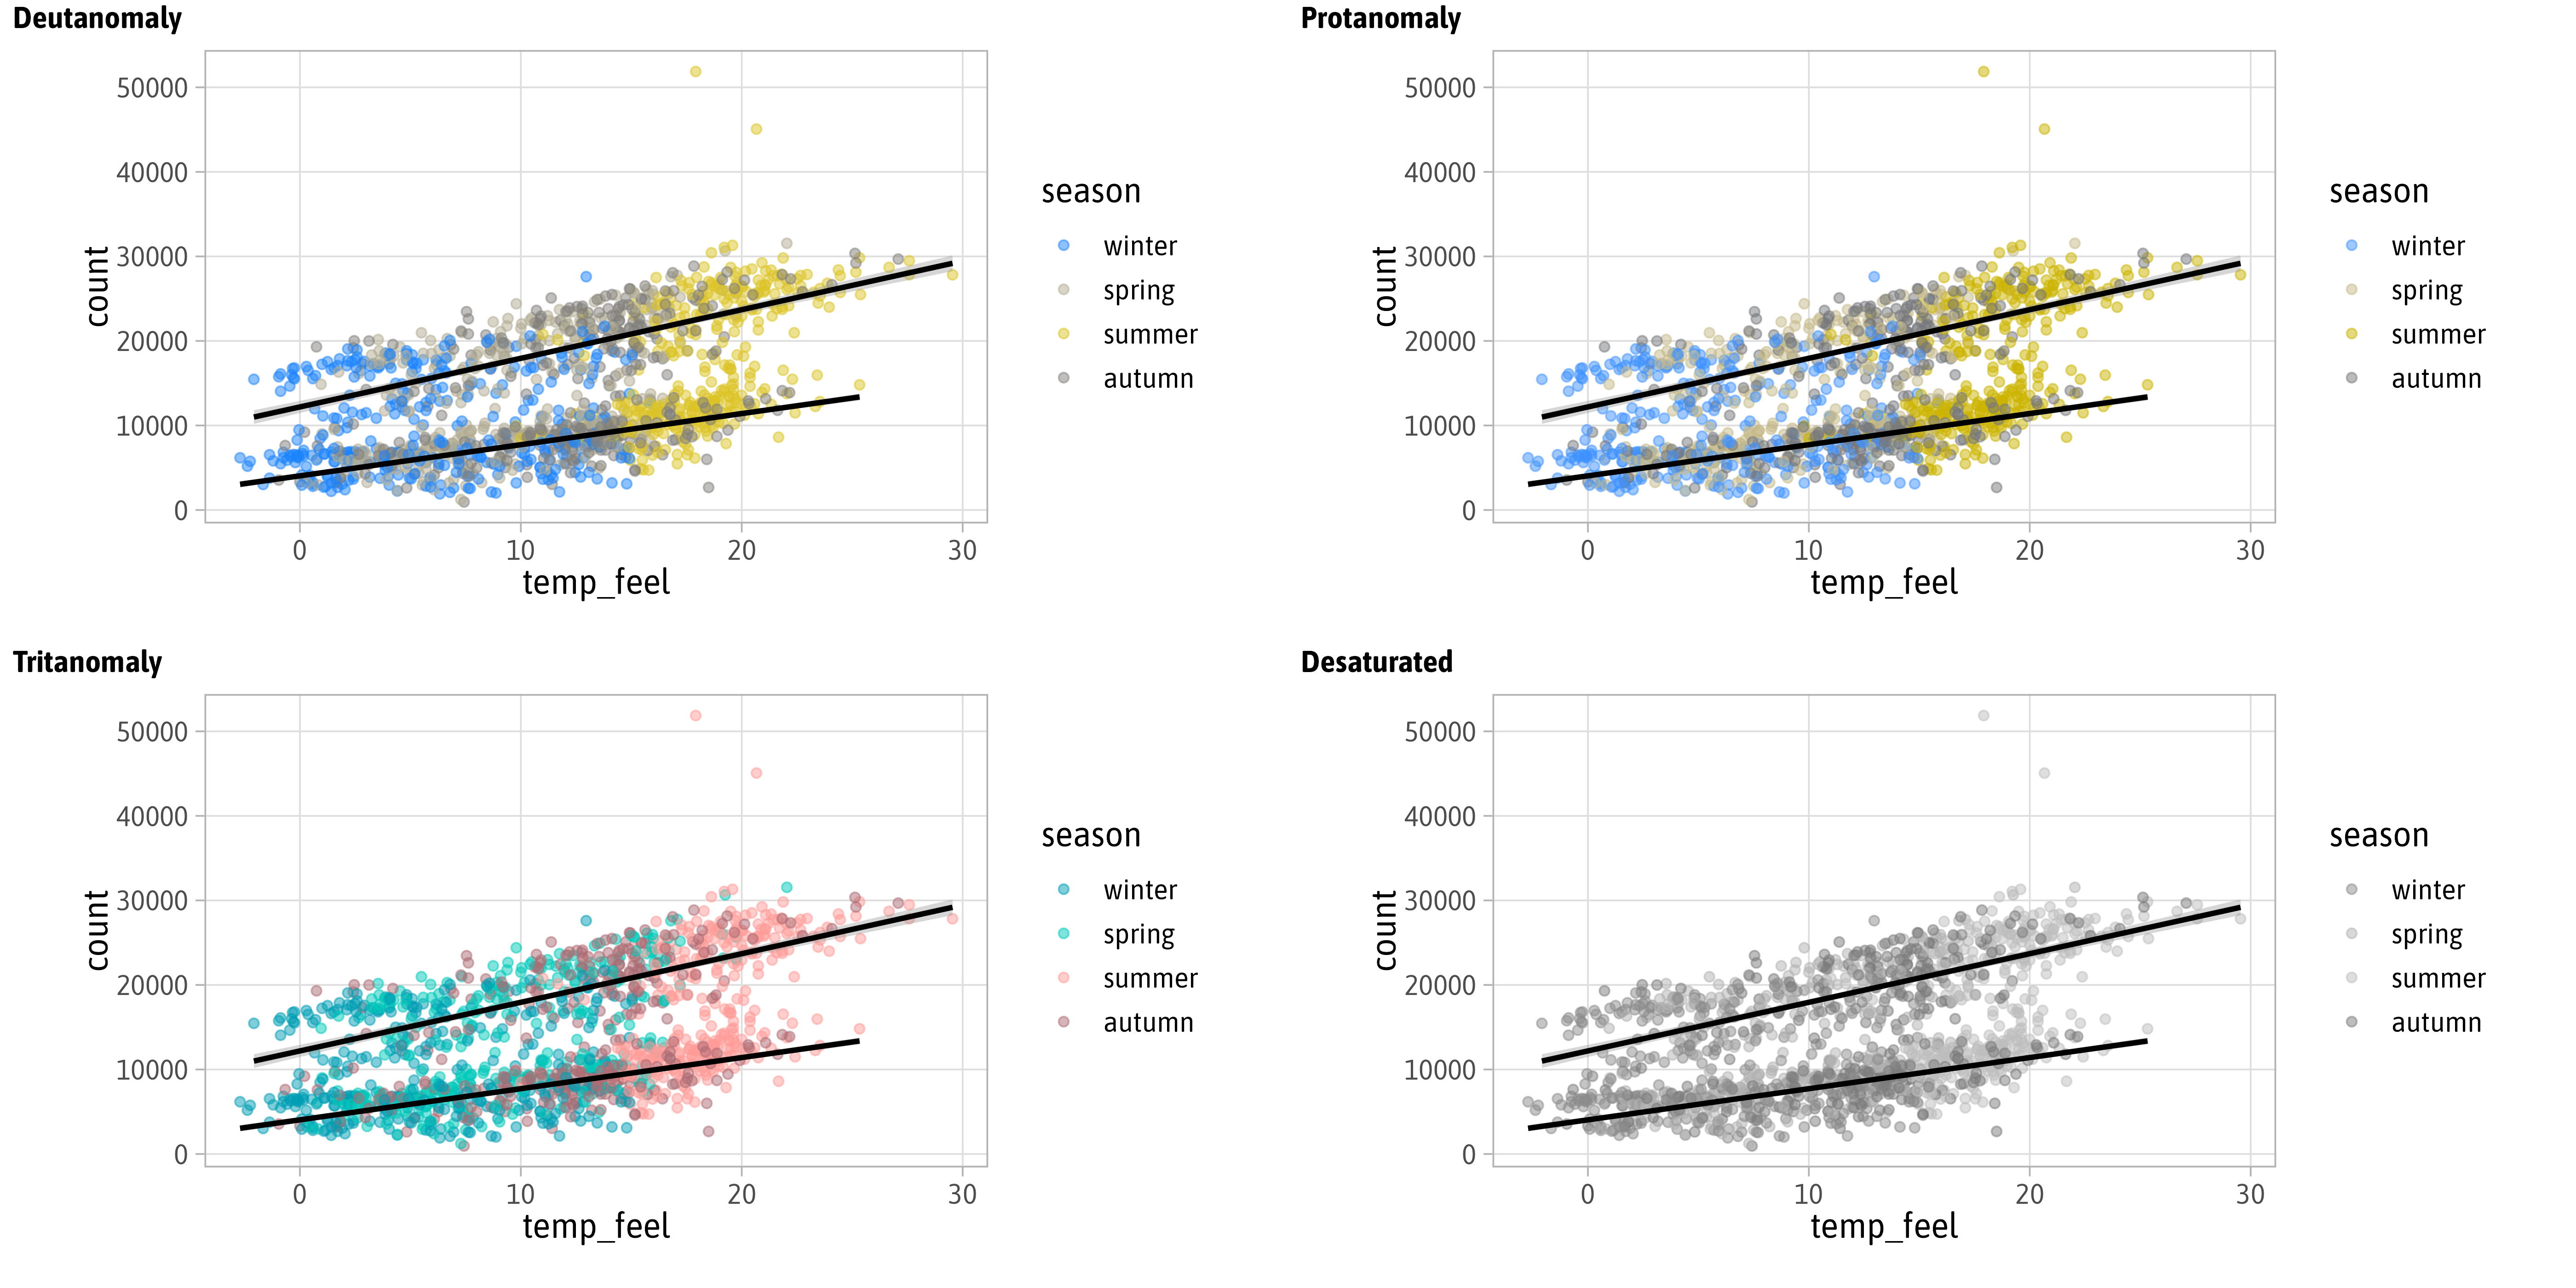 Deutanomaly
50000
40000
30000
20000
10000
0
count
0 10 20 30
temp_feel
season
winter
spring
summer
autumn
Protanomaly
50000
40000
30000
20000
10000
0
count
0 10 20 30
temp_feel
season
winter
spring
summer
autumn
Tritanomaly
50000
40000
30000
20000
10000
0
count
0 10 20 30
temp_feel
season
winter
spring
summer
autumn
Desaturated
50000
40000
30000
20000
10000
0
count
0 10 20 30
temp_feel
season
winter
spring
summer
autumn